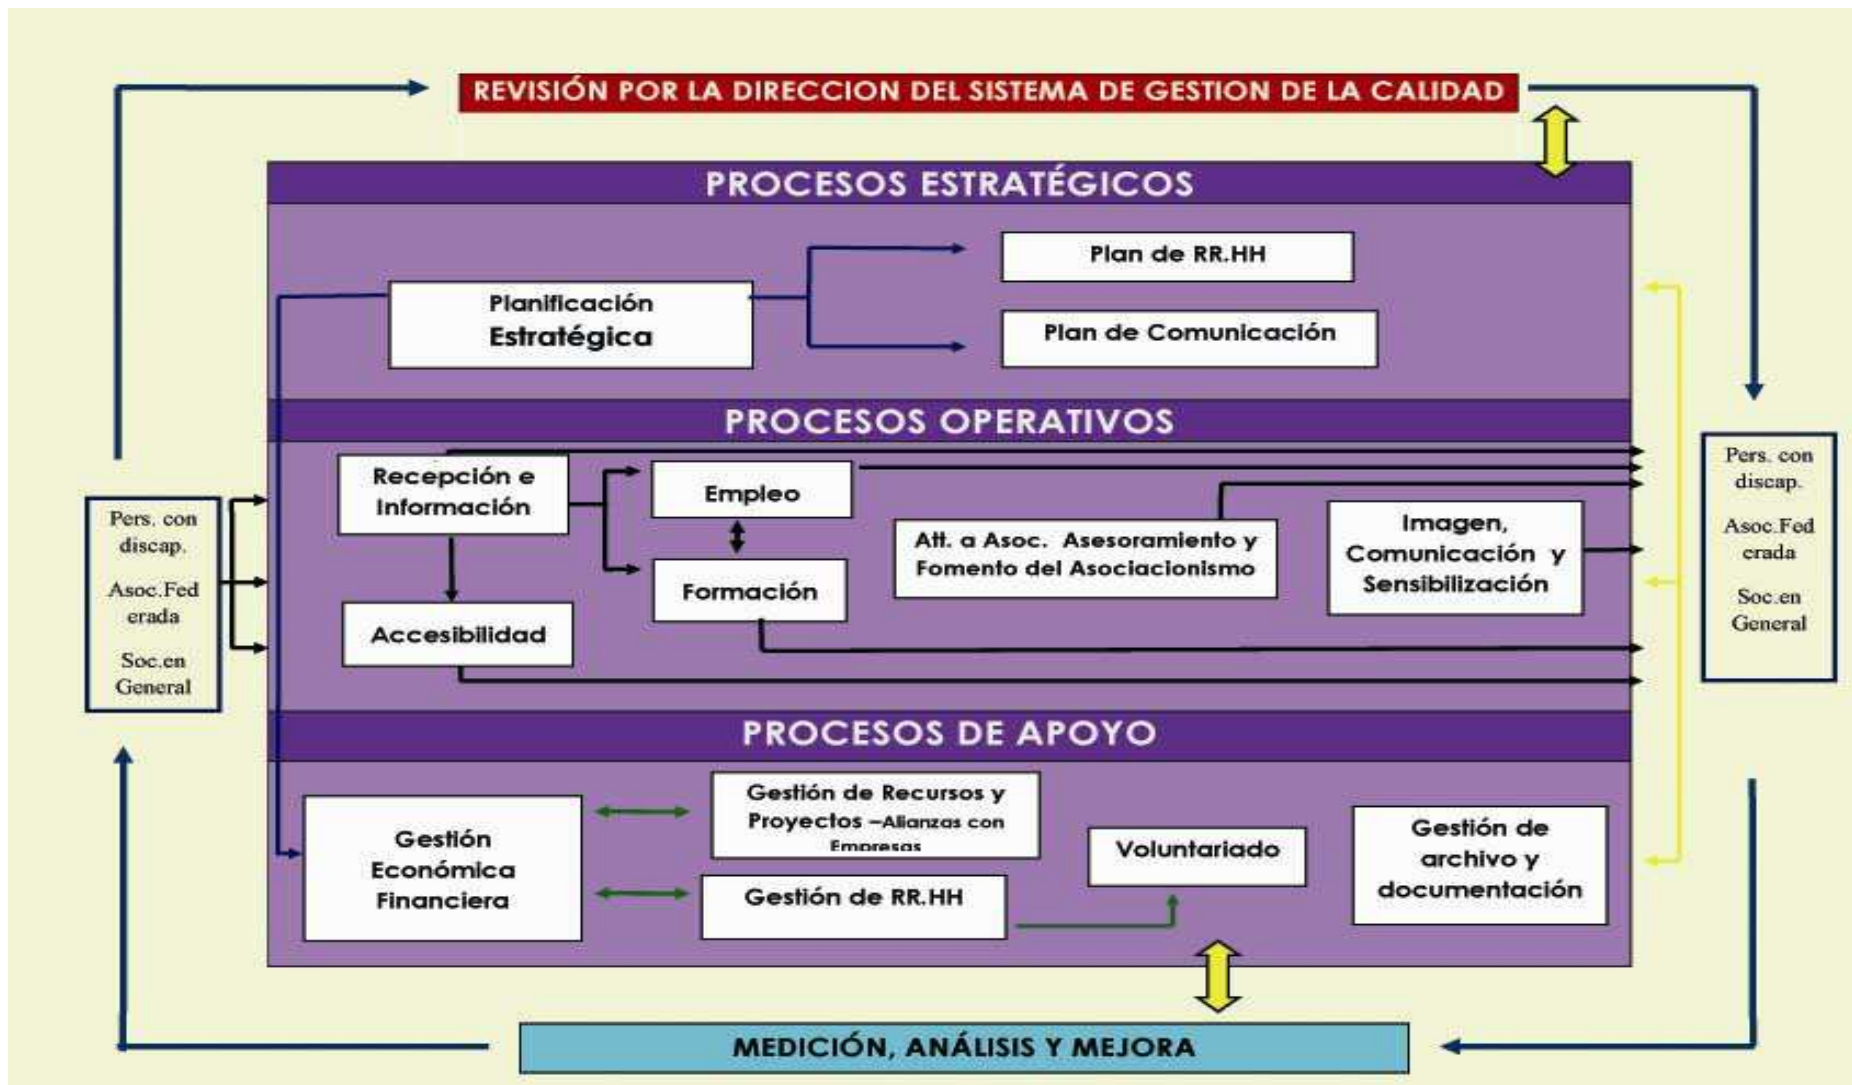 REVISIÓN POR LA DIRECCION DEL SISTEMA DE GESTION DE LA CALIDAD
PROCESOS ESTRATÉGICOS
Plan de RR.HH
Planificación
Estratégica
Plan de Comunicación
PROCESOS OPERATIVOS
Pers. con
discap.
Asoc.Fed
erada
Soc.en
General
Recepción e
Información
Empleo
Formación
Accesibilidad
Att. a Asoc. Asesoramiento y
Fomento del Asociacionismo
Imagen,
Comunicación y
Sensibilización
Pers. con
discap.
Asoc.Fed
erada
Soc.en
General
PROCESOS DE APOYO
Gestión
Económica
Financiera
Gestión de Recursos y
Proyectos –Alianzas con
Empresas
Gestión de RR.HH
Voluntariado
Gestión de
archivo y
documentación
MEDICIÓN, ANÁLISIS Y MEJORA